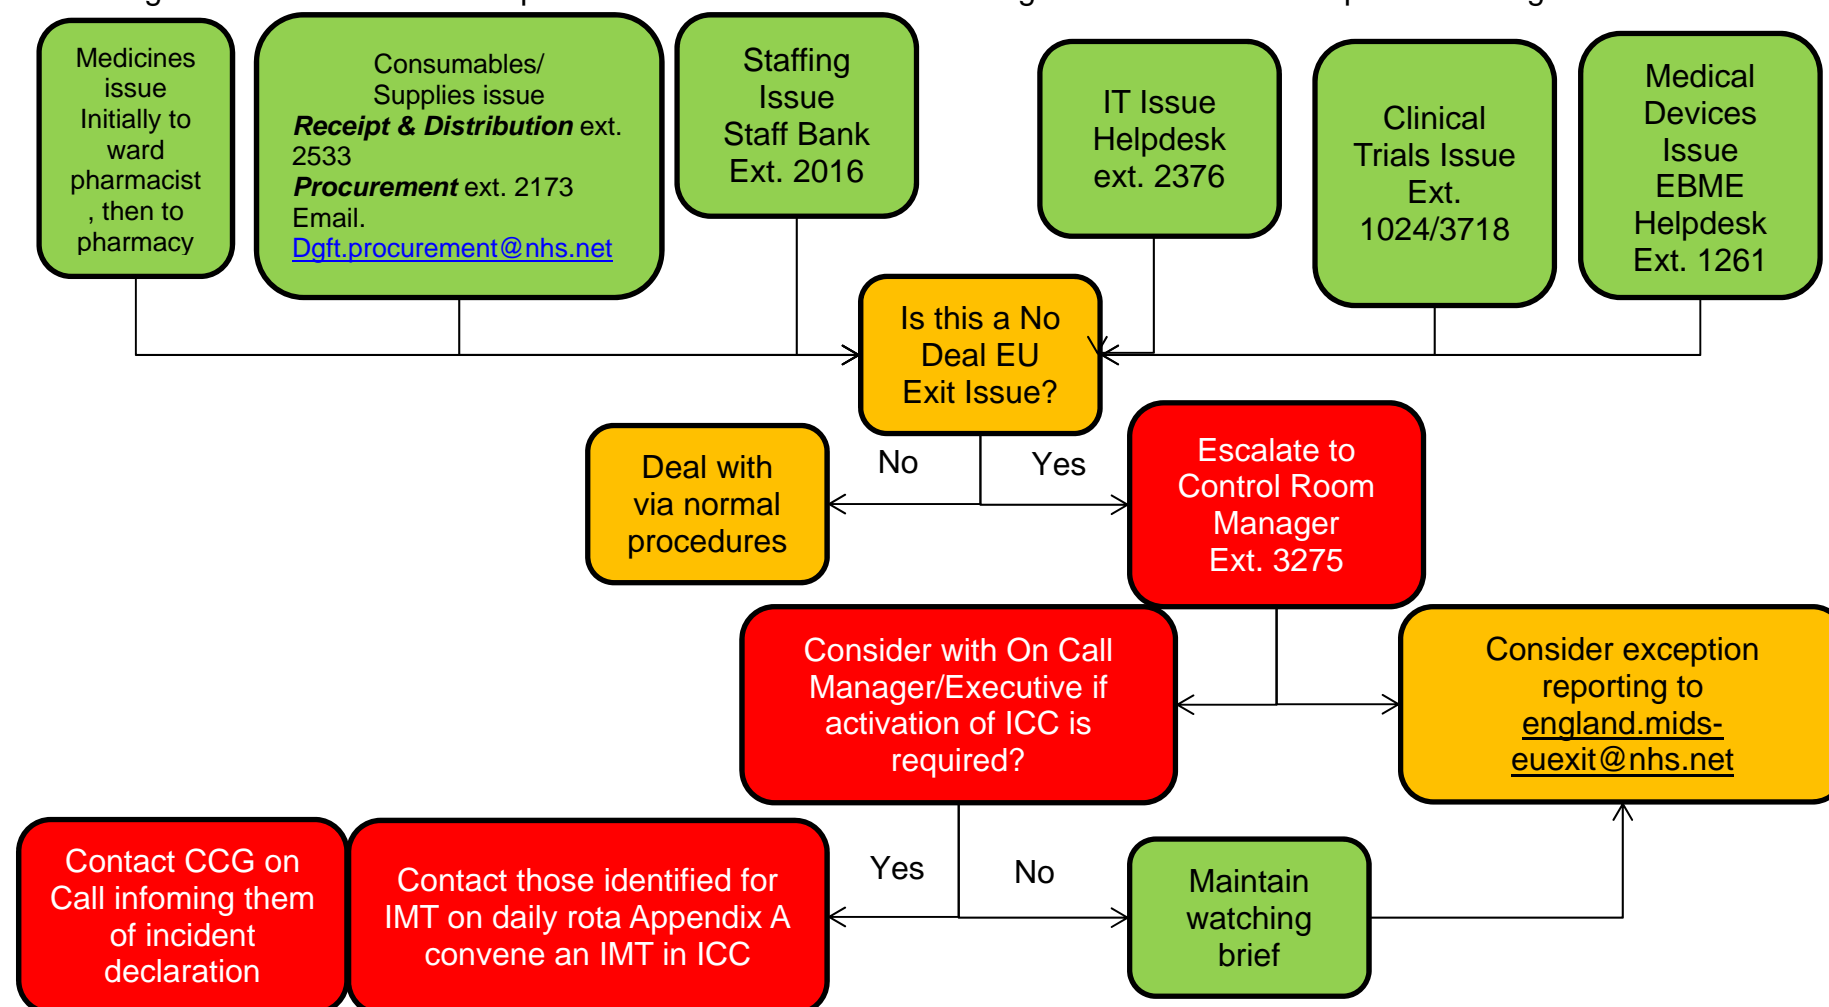 Medicines
issue
Initially to
ward
pharmacist
, then to
pharmacy
Consumables/
Supplies issue
Receipt & Distribution ext.
2533
Procurement ext. 2173
Email.
Dgft.procurement@nhs.net
Staffing
Issue
Staff Bank
Ext. 2016
IT Issue
Helpdesk
ext. 2376
Clinical
Trials Issue
Ext.
1024/3718
Medical
Devices
Issue
EBME
Helpdesk
Ext. 1261
Is this a No
Deal EU
Exit Issue?
No
Yes
Deal with
via normal
procedures
Escalate to
Control Room
Manager
Ext. 3275
Consider with On Call
Manager/Executive if
activation of ICC is
required?
Consider exception
reporting to
england.mids-
euexit@nhs.net
Yes
No
Contact CCG on
Call infoming them
of incident
declaration
Contact those identified for
IMT on daily rota Appendix A
convene an IMT in ICC
Maintain
watching
brief